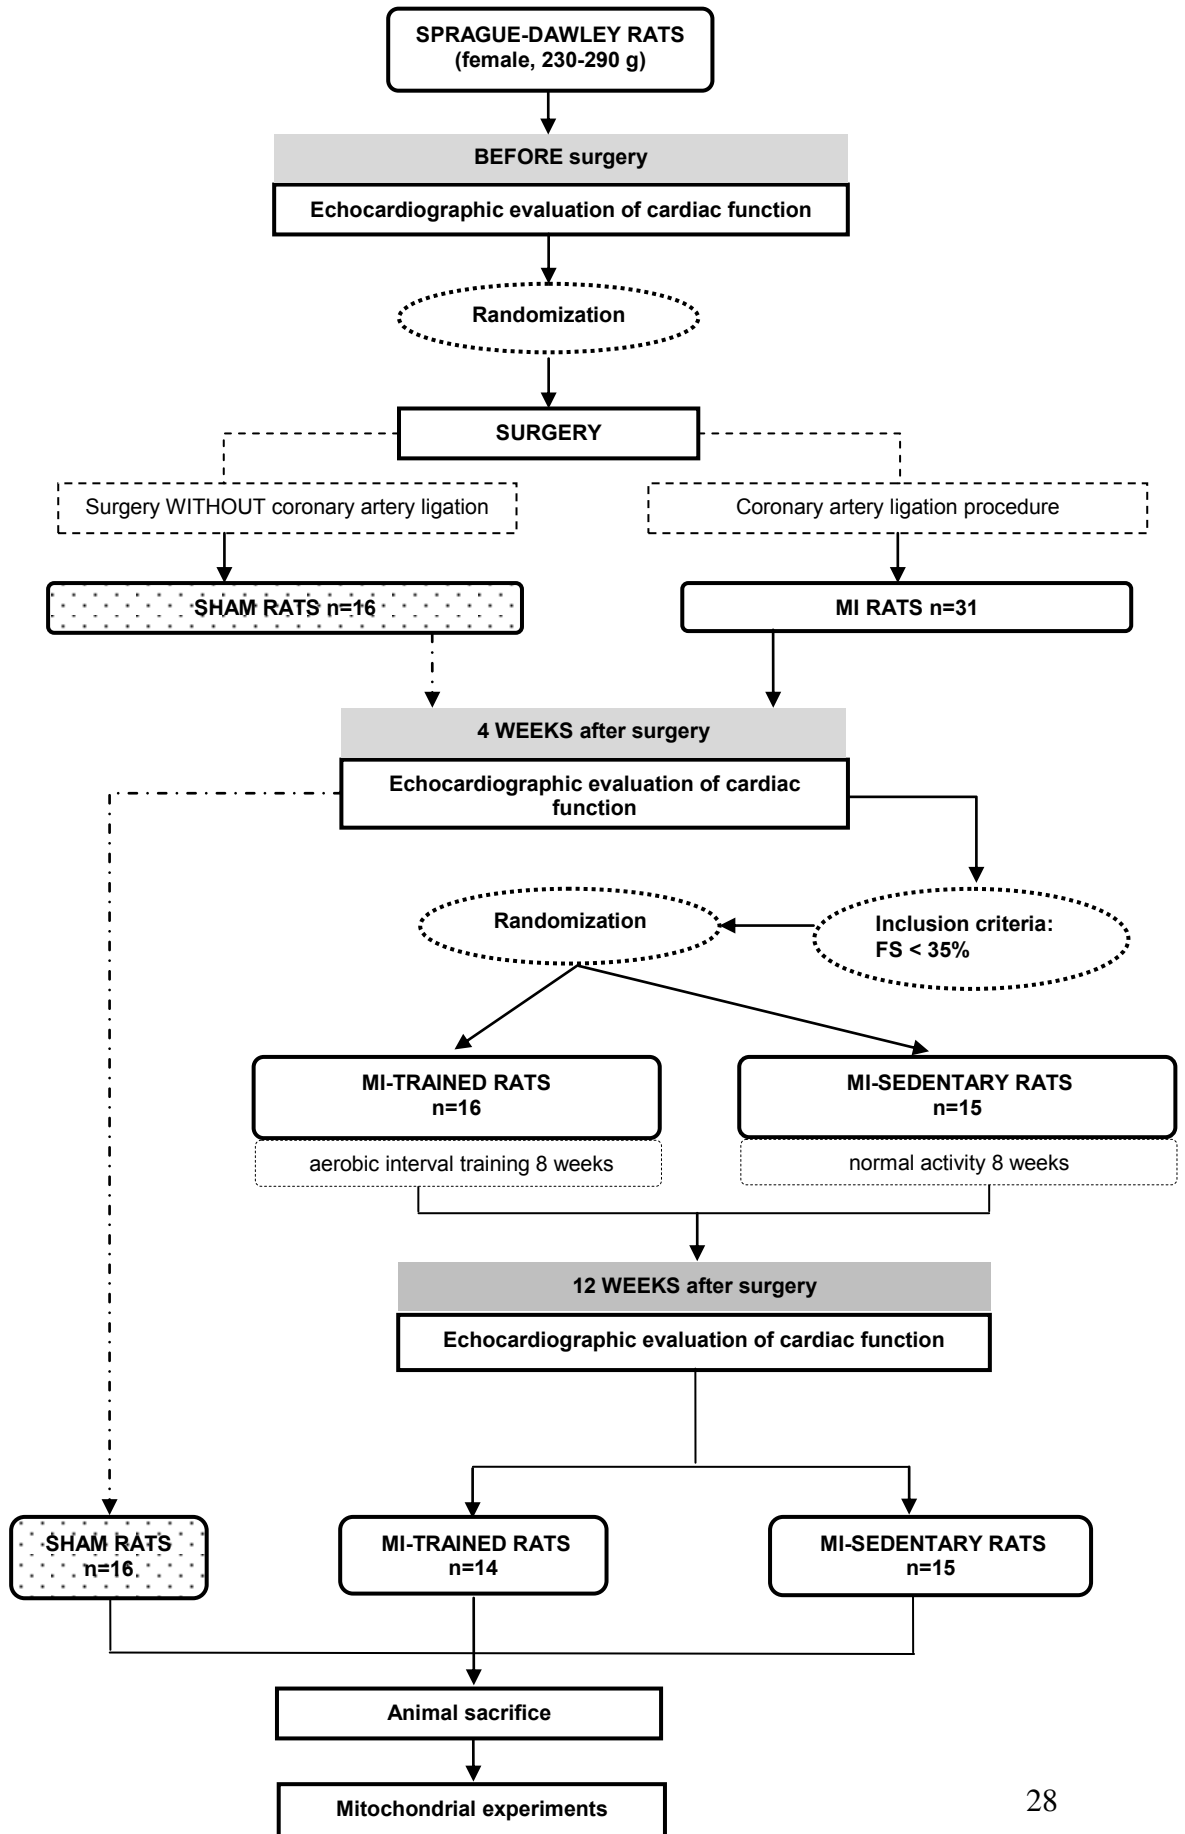 SPRAGUE-DAWLEY RATS
(female, 230-290 g)
BEFORE surgery
Echocardiographic evaluation of cardiac function
Randomization
SURGERY
Surgery WITHOUT coronary artery ligation
Coronary artery ligation procedure
SHAM RATS n=16
MI RATS n=31
4 WEEKS after surgery
Echocardiographic evaluation of cardiac
function
Randomization
Inclusion criteria:
FS < 35%
MI-TRAINED RATS
n=16
MI-SEDENTARY RATS
n=15
aerobic interval training 8 weeks
normal activity 8 weeks
12 WEEKS after surgery
Echocardiographic evaluation of cardiac function
SHAM RATS
n=16
MI-TRAINED RATS
n=14
MI-SEDENTARY RATS
n=15
Animal sacrifice
Mitochondrial experiments
28